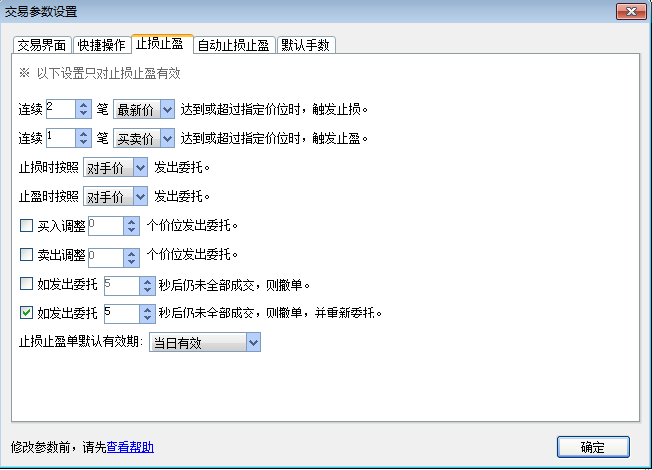 交易参数设置
交易界面 快捷操作 止损止盈 自动止损止盈 默认手数
※ 以下设置只对止损止盈有效
连续 2 笔 最新价 达到或超过指定价位时，触发止损。
连续 1 笔 买卖价 达到或超过指定价位时，触发止盈。
止损时按照 对手价 发出委托。
止盈时按照 对手价 发出委托。
买入调整 0 个价位发出委托。
卖出调整 0 个价位发出委托。
如发出委托 5 秒后仍未全部成交，则撤单。
如发出委托 5 秒后仍未全部成交，则撤单，并重新委托。
止损止盈单默认有效期: 当日有效
修改参数前，请先查看帮助 确定